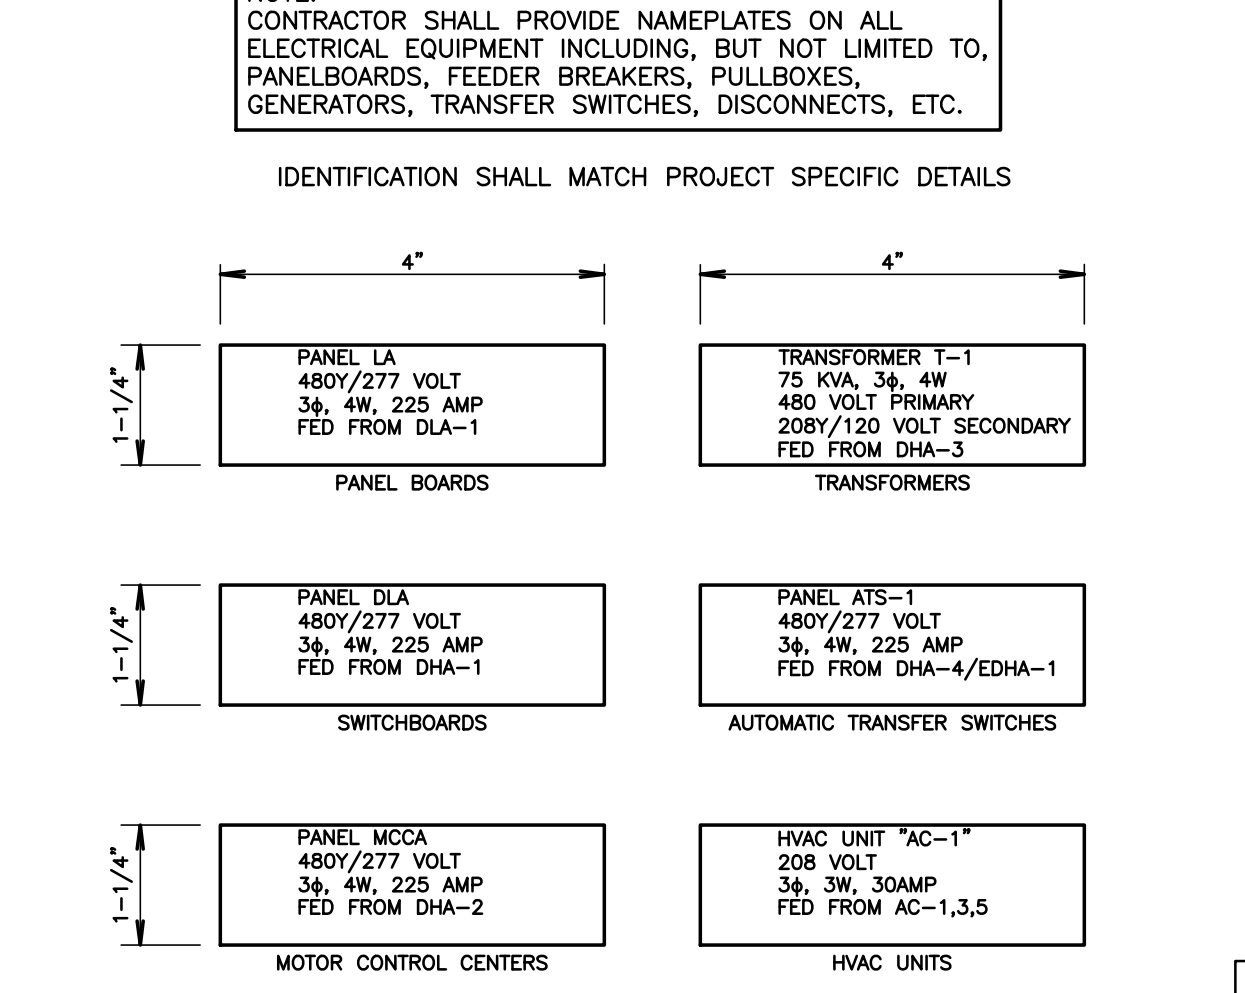 NOTE:
CONTRACTOR SHALL PROVIDE NAMEPLATES ON ALL
ELECTRICAL EQUIPMENT INCLUDING, BUT NOT LIMITED TO,
PANELBOARDS, FEEDER BREAKERS, PULLBOXES,
GENERATORS, TRANSFER SWITCHES, DISCONNECTS, ETC.
IDENTIFICATION SHALL MATCH PROJECT SPECIFIC DETAILS
4"
4"
1-1/4"
PANEL LA
480Y/277 VOLT
3ϕ, 4W, 225 AMP
FED FROM DLA-1
PANEL BOARDS
TRANSFORMER T-1
75 KVA, 3ϕ, 4W
480 VOLT PRIMARY
208Y/120 VOLT SECONDARY
FED FROM DHA-3
TRANSFORMERS
1-1/4"
PANEL DLA
480Y/277 VOLT
3ϕ, 4W, 225 AMP
FED FROM DHA-1
SWITCHBOARDS
PANEL ATS-1
480Y/277 VOLT
3ϕ, 4W, 225 AMP
FED FROM DHA-4/EDHA-1
AUTOMATIC TRANSFER SWITCHES
1-1/4"
PANEL MCCA
480Y/277 VOLT
3ϕ, 4W, 225 AMP
FED FROM DHA-2
MOTOR CONTROL CENTERS
HVAC UNIT "AC-1"
208 VOLT
3ϕ, 3W, 30AMP
FED FROM AC-1,3,5
HVAC UNITS